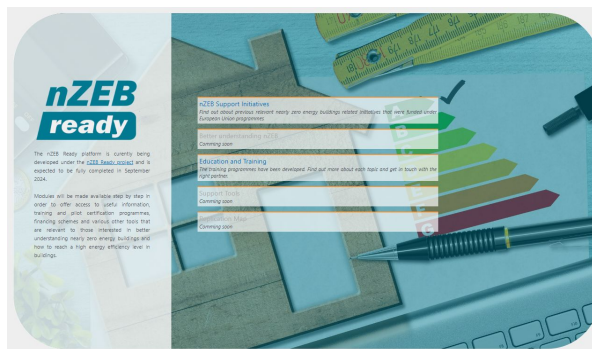 nZEB
ready
The nZEB Ready platform is curently being
developed under the nZEB Ready project and is
expected to be fully completed in September
2024.
Modules will be made available step by step in
order to offer access to useful information,
training and pilot certification programmes,
financing schemes and various other tools that
are relevant to those interested in better
understanding nearly zero energy buildings and
how to reach a high energy efficiency level in
buildings.
nZEB Support Initiatives
Find out about previous relevant nearly zero energy buildings related initiatives that were funded under
European Union programmes
Better understanding nZEB
Comming soon
Education and Training
The training programmes have been developed. Find out more about each topic and get in touch with the
right partner.
Support Tools
Comming soon
Comming soon
G